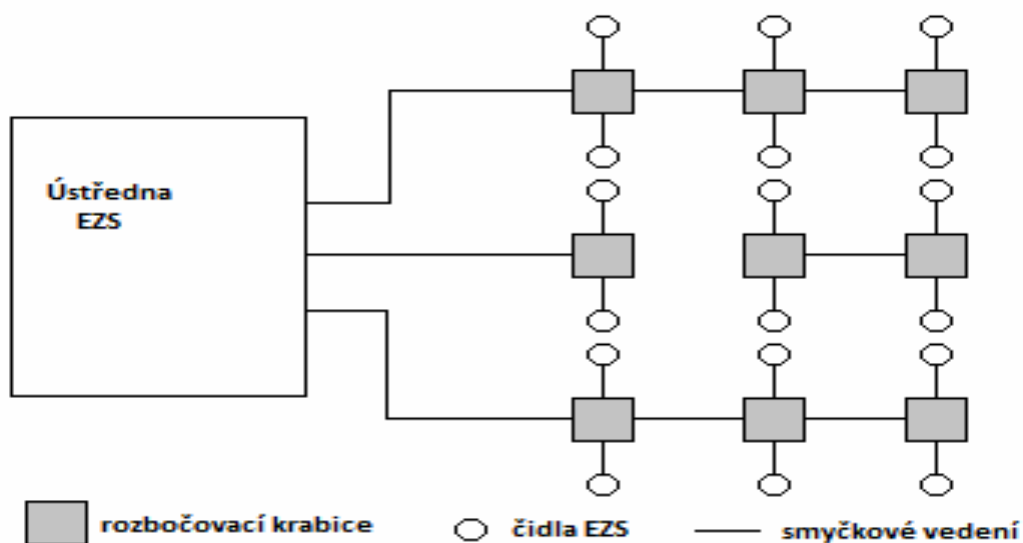 Ústředna
EZS
rozbočovací krabice
čidla EZS
smyčkové vedení